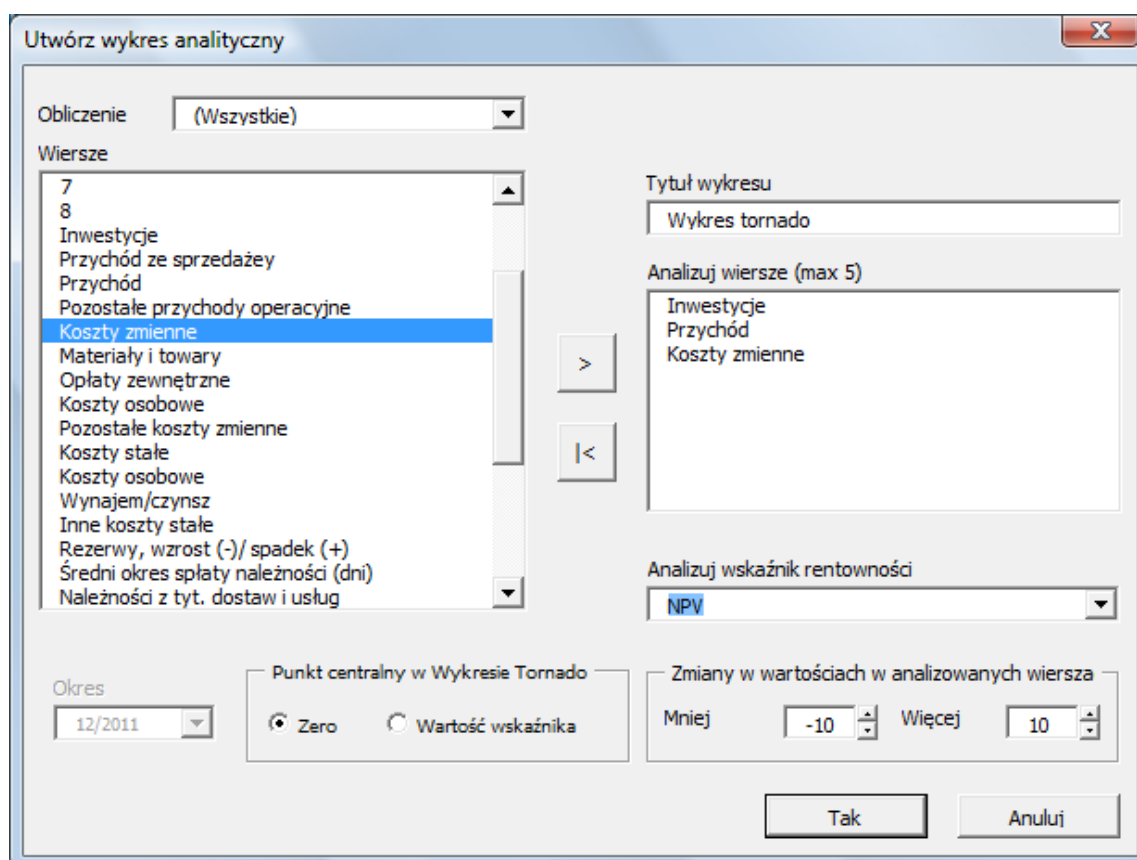 Utwórz wykres analityczny
Obliczenie
(Wszystkie)
Wiersze
7
8
Inwestycje
Przychód ze sprzedażey
Przychód
Pozostałe przychody operacyjne
Koszty zmienne
Materiały i towary
Opłaty zewnętrzne
Koszty osobowe
Pozostałe koszty zmienne
Koszty stałe
Koszty osobowe
Wynajem/czynsz
Inne koszty stałe
Rezerwy, wzrost (-)/ spadek (+)
Średni okres spłaty należności (dni)
Należności z tyt. dostaw i usług
>
|<
Tytuł wykresu
Wykres tornado
Analizuj wiersze (max 5)
Inwestycje
Przychód
Koszty zmienne
Analizuj wskaźnik rentowności
NPV
Okres
12/2011
Punkt centralny w Wykresie Tornado
Zero
Wartość wskaźnika
Zmiany w wartościach w analizowanych wiersza
Mniej
-10
Więcej
10
Tak
Anuluj